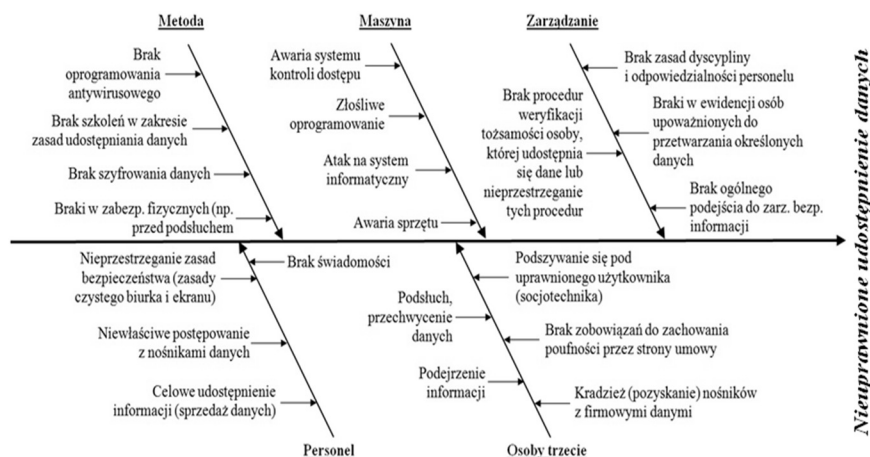 Metoda
Brak
oprogramowania
antywirusowego
Brak szkoleń w zakresie
zasad udostępniania danych
Brak szyfrowania danych
Braki w zabezp. fizycznych (np.
przed podsłuchem
Maszyna
Awaria systemu
kontroli dostępu
Złośliwe
oprogramowanie
Atak na system
informatyczny
Awaria sprzętu
Zarządzanie
Brak zasad dyscypliny
i odpowiedzialności personelu
Brak procedur
weryfikacji
tożsamości osoby,
której udostępnia
się dane lub
nieprzestrzeganie
tych procedur
Braki w ewidencji osób
upoważnionych do
przetwarzania określonych
danych
Brak ogólnego
podejścia do zarz. bezp.
informacji
Nieprzestrzeganie zasad
bezpieczeństwa (zasady
czystego biurka i ekranu)
Brak świadomości
Niewłaściwe postępowanie
z nośnikami danych
Celowe udostępnienie
informacji (sprzedaż danych)
Personel
Podszywanie się pod
uprawnionego użytkownika
(socjotechnika)
Podsłuch,
przechwycenie
danych
Brak zobowiązań do zachowania
poufności przez strony umowy
Podejrzenie
informacji
Kradzież (pozyskanie) nośników
z firmowymi danymi
Osoby trzecie
Nieuprawnione udostępnienie danych